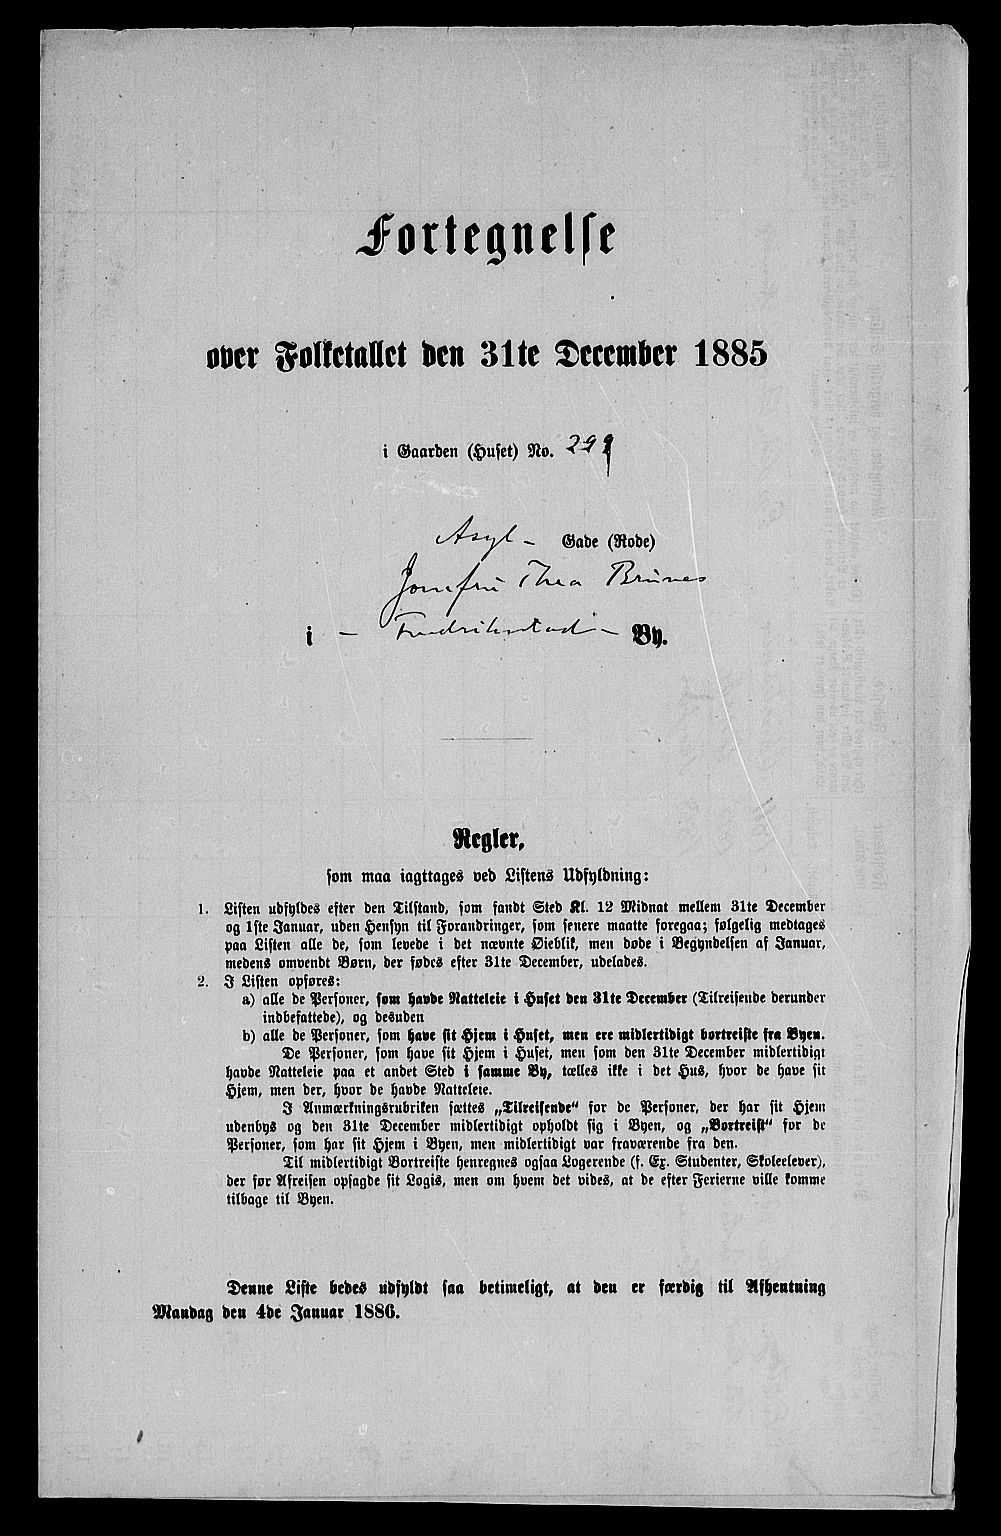 Fortegnelse
over Folketallet den 31te December 1885
i Gaarden (Huset) No. 299
Asyl - Gade (Rode)
Jomfru Thea Brünes
i - Fredrikstad - By.
Regler,
som maa iagttages ved Listens Udfyldning:
1. Listen udfyldes efter den Tilstand, som fandt Sted Kl. 12 Midnat mellem 31te December
og 1ste Januar, uden Hensyn til Forandringer, som senere maatte foregaa; følgelig medtages
paa Listen alle de, som levede i det nævnte Øieblik, men døde i Begyndelsen af Januar,
medens omvendt Børn, der fødes efter 31te December, udelades.
2. I Listen opføres:
a) alle de Personer, som havde Natteleie i Huset den 31te December (Tilreisende derunder
indbefattede), og desuden
b) alle de Personer, som have sit Hjem i Huset, men ere midlertidigt bortreiste fra Byen.
De Personer, som have sit Hjem i Huset, men som den 31te December midlertidigt
havde Natteleie paa et andet Sted i samme By, tælles ikke i det Hus, hvor de have sit
Hjem, men der, hvor de havde Natteleie.
I Anmærkningsrubriken sættes „Tilreisende“ for de Personer, der har sit Hjem
udenbys og den 31te December midlertidigt opholdt sig i Byen, og „Bortreist“ for de
Personer, som har sit Hjem i Byen, men midlertidigt var fraværende fra den.
Til midlertidigt Bortreiste henregnes ogsaa Logerende (f. Ex. Studenter, Skoleelever),
der før Afreisen opsagde sit Logis, men om hvem det vides, at de efter Ferierne ville komme
tilbage til Byen.
Denne Liste bedes udfyldt saa betimeligt, at den er færdig til Afhentning
Mandag den 4de Januar 1886.